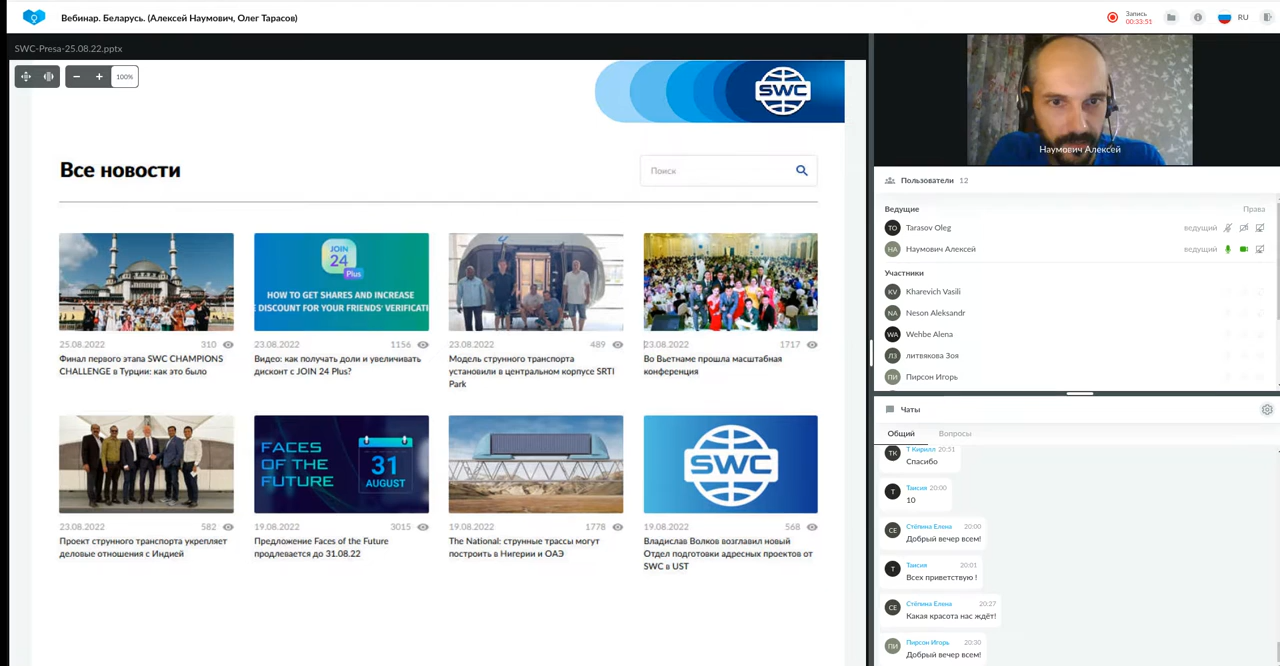 Вебинар. Беларусь. (Алексей Наумович, Олег Тарасов)
Запись
00:33:51
RU
SWC-Presa-25.08.22.pptx
100%
SWC
Все новости
Поиск
JOIN
24
Plus
HOW TO GET SHARES AND INCREASE
E DISCOUNT FOR YOUR FRIENDS' VERIFICATI
25.08.2022 310
Финал первого этапа SWC CHAMPIONS
CHALLENGE в Турции: как это было
23.08.2022 1156
Видео: как получать доли и увеличивать
дисконт с JOIN 24 Plus?
23.08.2022 489
Модель струнного транспорта
установили в центральном корпусе SRTI
Park
23.08.2022 1717
Во Вьетнаме прошла масштабная
конференция
FACES
OF THE
FUTURE
31
AUGUST
SWC
23.08.2022 582
Проект струнного транспорта укрепляет
деловые отношения с Индией
19.08.2022 3015
Предложение Faces of the Future
продлевается до 31.08.22
19.08.2022 1778
The National: струнные трассы могут
построить в Нигерии и ОАЭ
19.08.2022 568
Владислав Волков возглавил новый
Отдел подготовки адресных проектов от
SWC в UST
Наумович Алексей
Пользователи 12
Ведущие Права
TO Tarasov Oleg ведущий
НА Наумович Алексей ведущий
Участники
KV Kharevich Vasili
NA Neson Aleksandr
WA Wehbe Alena
ЛЗ литвякова Зоя
ПИ Пирсон Игорь
Чаты
Общий Вопросы
ТК Т Кирилл 20:51
Спасибо
Т Таисия 20:00
10
СЕ Стёпина Елена 20:00
Добрый вечер всем!
Т Таисия 20:01
Всех приветствую !
СЕ Стёпина Елена 20:27
Какая красота нас ждёт!
ПИ Пирсон Игорь 20:30
Добрый вечер всем!